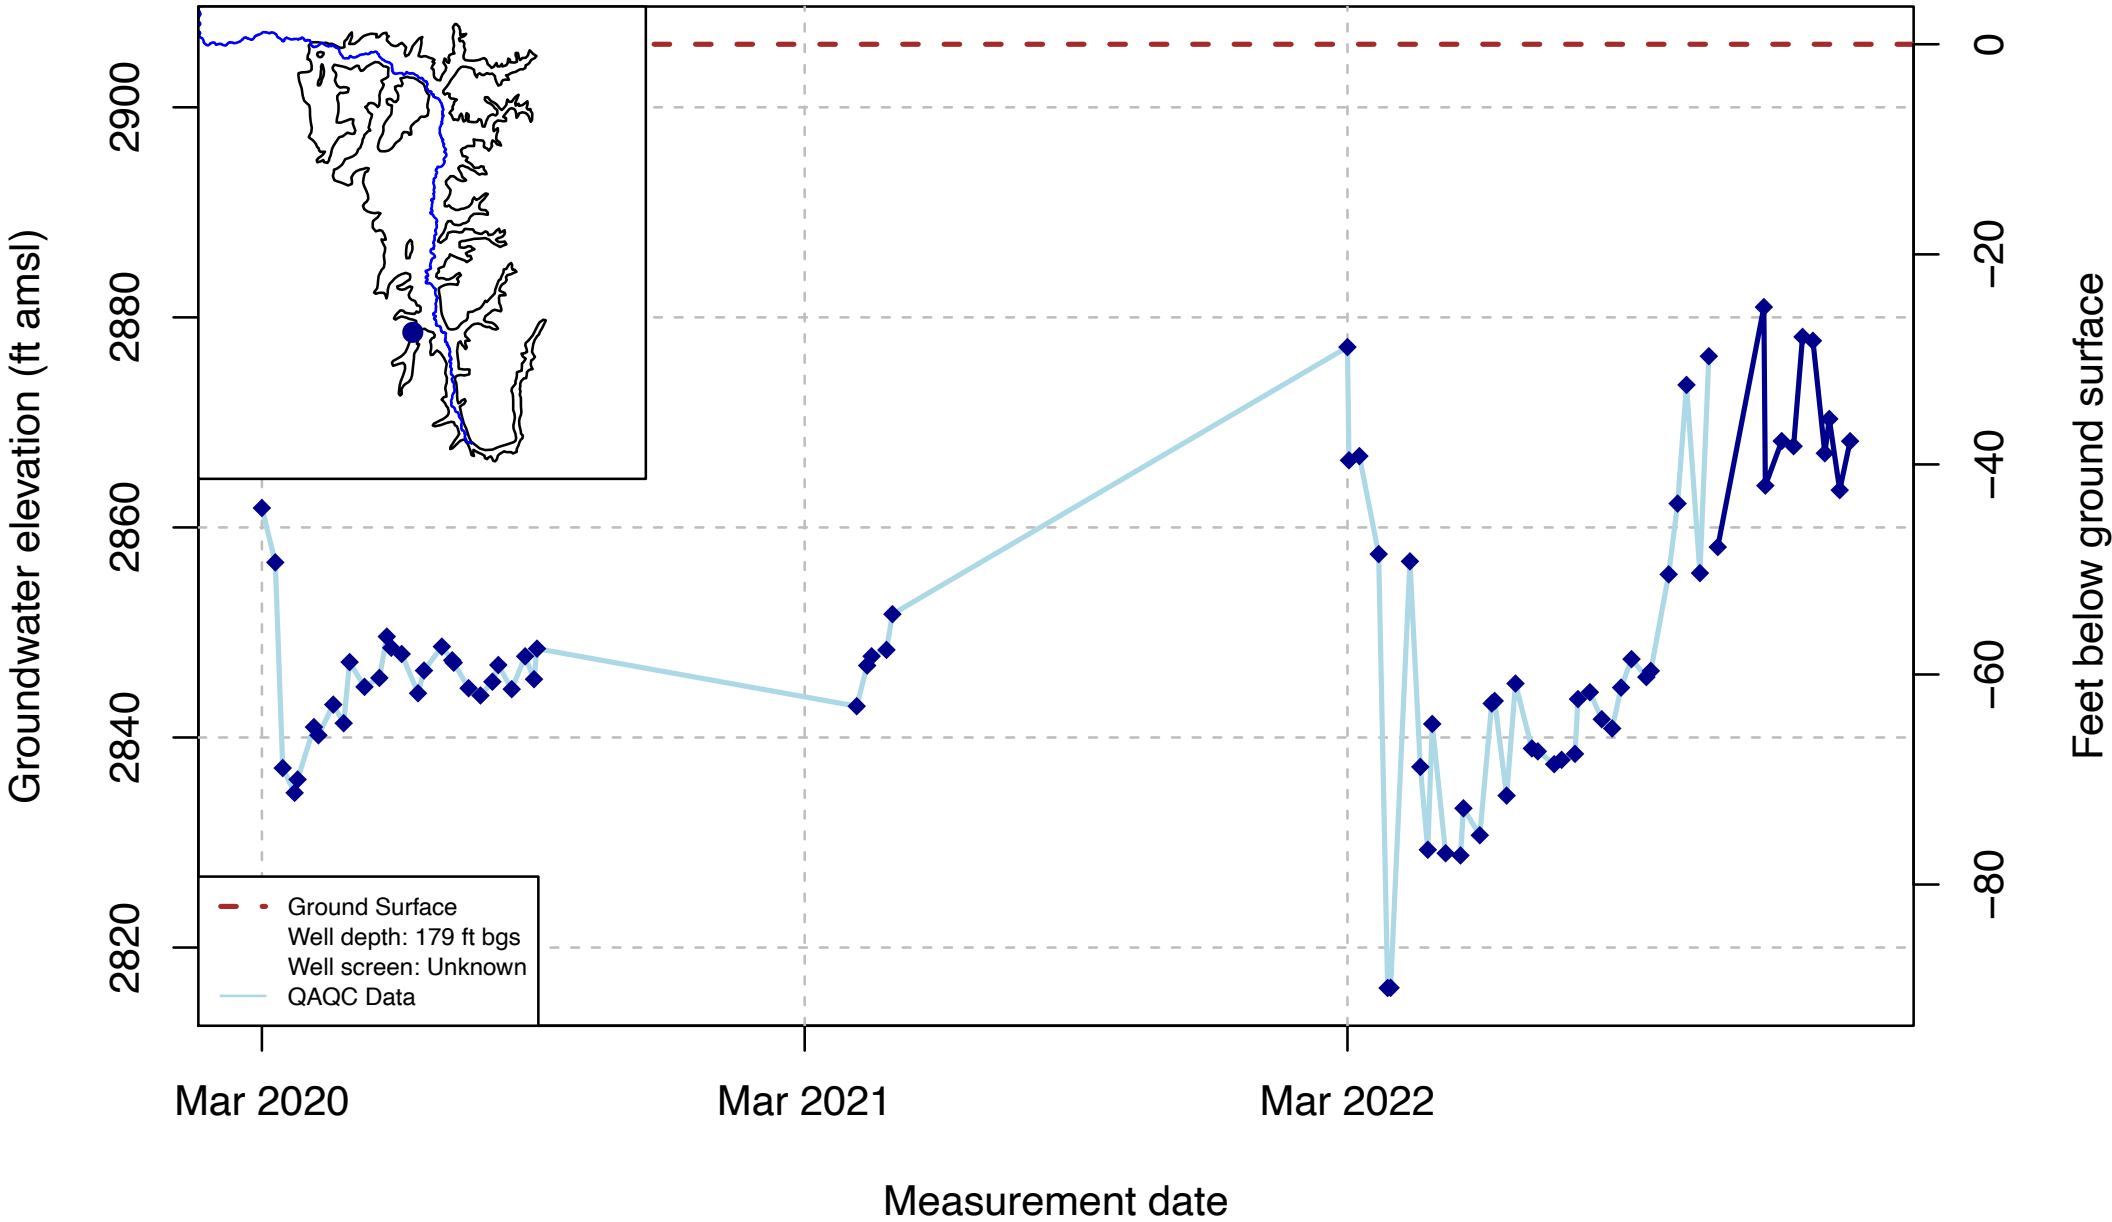 Groundwater elevation (ft amsl)
2900
2880
2860
2840
2820
0
−20
−40
−60
−80
Feet below ground surface
Ground Surface
Well depth: 179 ft bgs
Well screen: Unknown
QAQC Data
Mar 2020
Mar 2021
Mar 2022
Measurement date